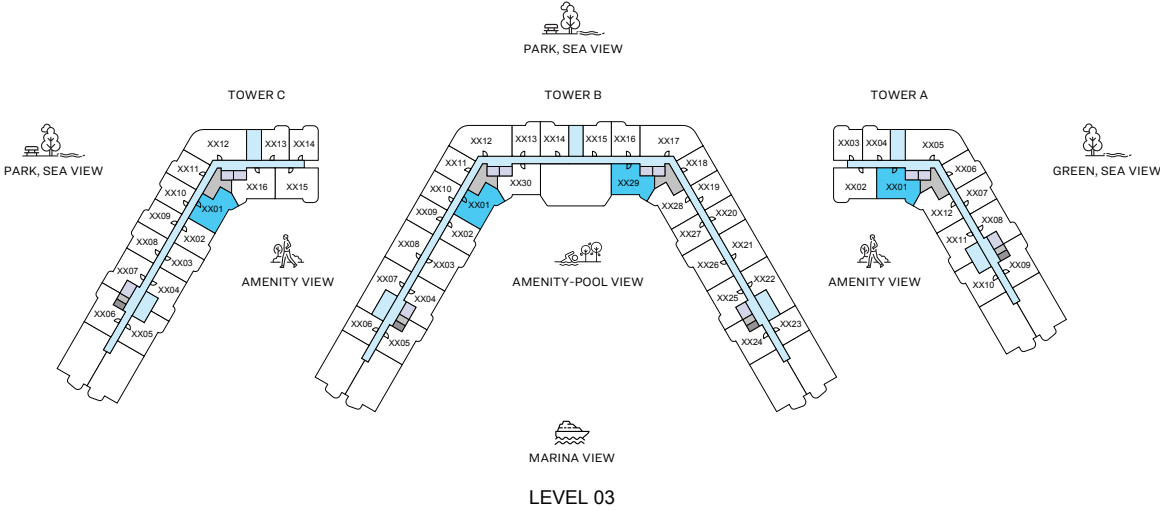 PARK, SEA VIEW
TOWER C
TOWER B
TOWER A
PARK, SEA VIEW
GREEN, SEA VIEW
XX12
XX13
XX14
XX11
XX10
XX09
XX08
XX07
XX06
XX16
XX15
XX01
XX02
XX03
XX04
XX05
AMENITY VIEW
XX12
XX13
XX14
XX15
XX16
XX17
XX11
XX10
XX09
XX08
XX07
XX06
XX30
XX01
XX02
XX03
XX04
XX05
XX29
XX28
XX27
XX26
XX25
XX24
XX18
XX19
XX20
XX21
XX22
XX23
AMENITY-POOL VIEW
AMENITY VIEW
XX03
XX04
XX05
XX02
XX01
XX06
XX07
XX08
XX09
XX12
XX11
XX10
MARINA VIEW
LEVEL 03